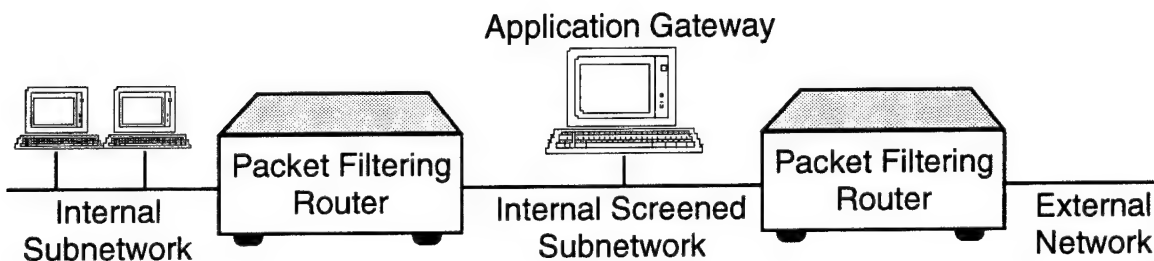 Application Gateway
Packet Filtering
Router
Packet Filtering
Router
Internal
Subnetwork
Internal Screened
Subnetwork
External
Network